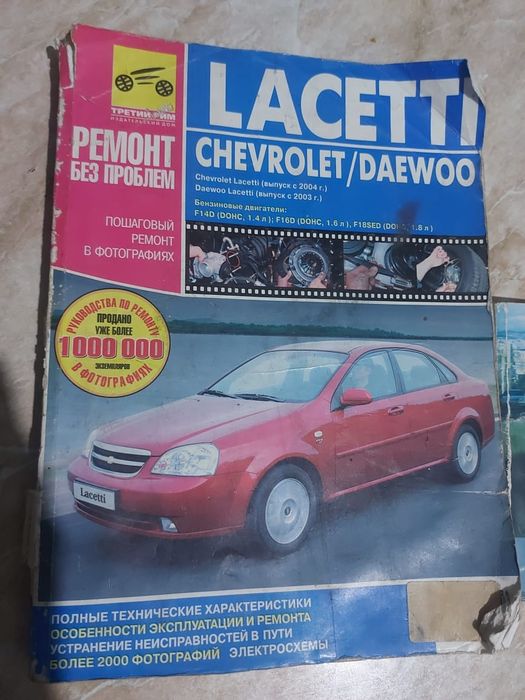 ТРЕТИЙ РИМ
ИЗДАТЕЛЬСКИЙ ДОМ
РЕМОНТ
БЕЗ ПРОБЛЕМ
ПОШАГОВЫЙ
РЕМОНТ
В ФОТОГРАФИЯХ
LACETTI
CHEVROLET/DAEWOO
Chevrolet Lacetti (выпуск с 2004 г.)
Daewoo Lacetti (выпуск с 2003 г.)
Бензиновые двигатели:
F14D (DOHC, 1.4 л); F16D (DOHC, 1.6 л), F18SED (DOHC, 1.8 л)
РУКОВОДСТВА ПО РЕМОНТУ
ПРОДАНО
УЖЕ БОЛЕЕ
1 000 000
ЭКЗЕМПЛЯРОВ
В ФОТОГРАФИЯХ
Lacetti
ПОЛНЫЕ ТЕХНИЧЕСКИЕ ХАРАКТЕРИСТИКИ
ОСОБЕННОСТИ ЭКСПЛУАТАЦИИ И РЕМОНТА
УСТРАНЕНИЕ НЕИСПРАВНОСТЕЙ В ПУТИ
БОЛЕЕ 2000 ФОТОГРАФИЙ ЭЛЕКТРОСХЕМЫ